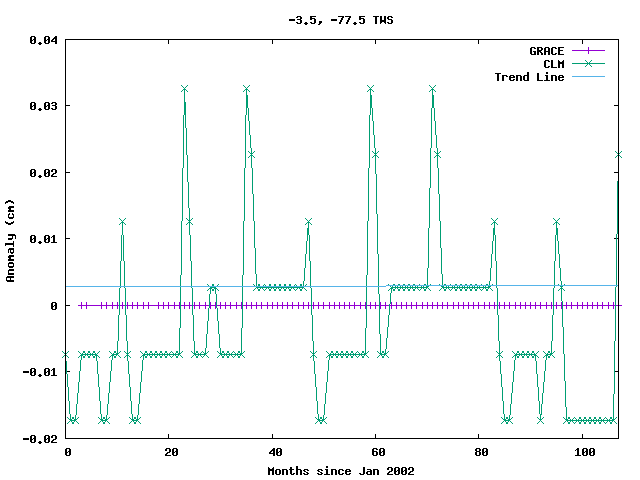 -3.5, -77.5 TWS
GRACE
CLM
Trend Line
0.04
0.03
0.02
0.01
0
-0.01
-0.02
Anomaly (cm)
0 20 40 60 80 100
Months since Jan 2002